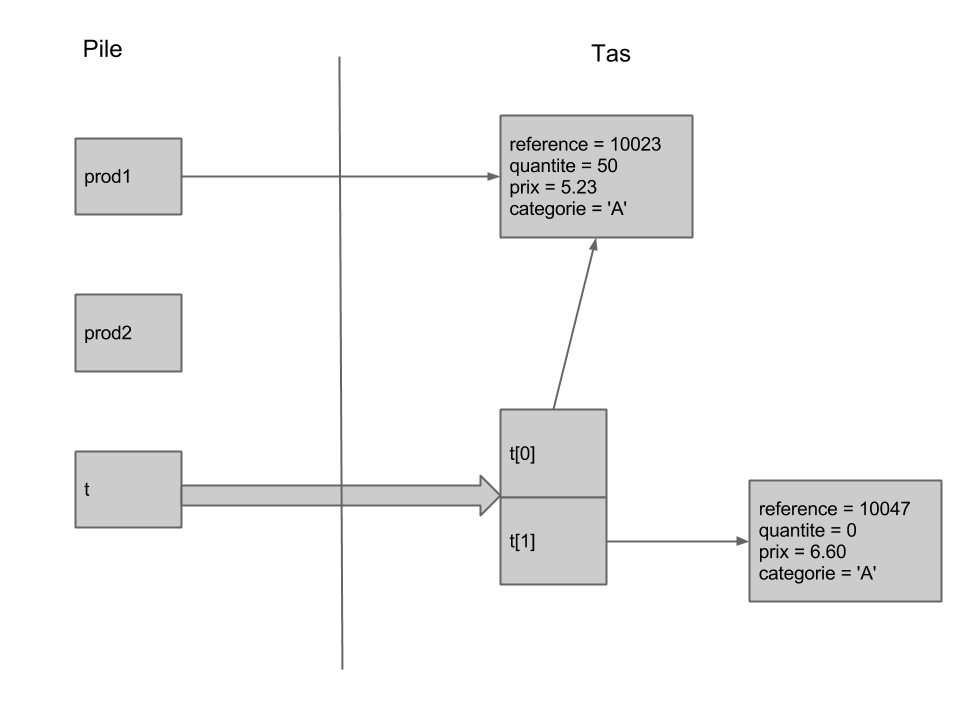 Pile
Tas
prod1
reference = 10023
quantite = 50
prix = 5.23
categorie = 'A'
prod2
t
t[0]
t[1]
reference = 10047
quantite = 0
prix = 6.60
categorie = 'A'